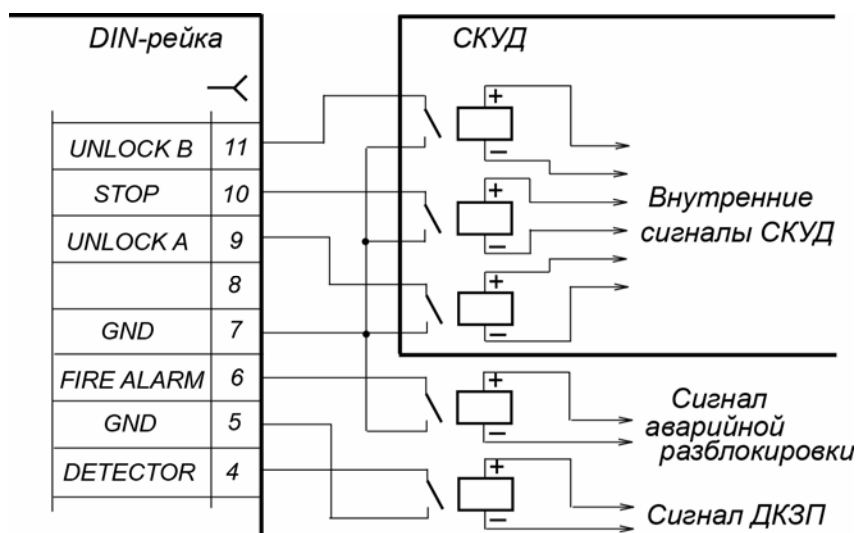 DIN-рейка
СКУД
UNLOCK B 11
STOP 10
UNLOCK A 9
8
GND 7
FIRE ALARM 6
GND 5
DETECTOR 4
+
−
+
−
+
−
Внутренние
сигналы СКУД
+
−
Сигнал
аварийной
разблокировки
+
−
Сигнал ДКЗП